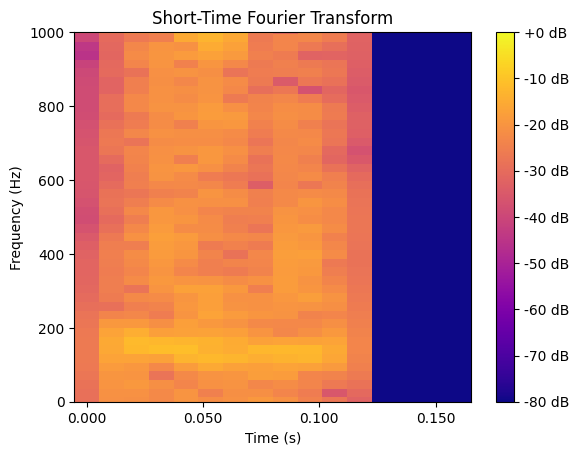 Short-Time Fourier Transform
1000
800
600
400
200
0
Frequency (Hz)
0.000
0.050
0.100
0.150
Time (s)
+0 dB
-10 dB
-20 dB
-30 dB
-40 dB
-50 dB
-60 dB
-70 dB
-80 dB